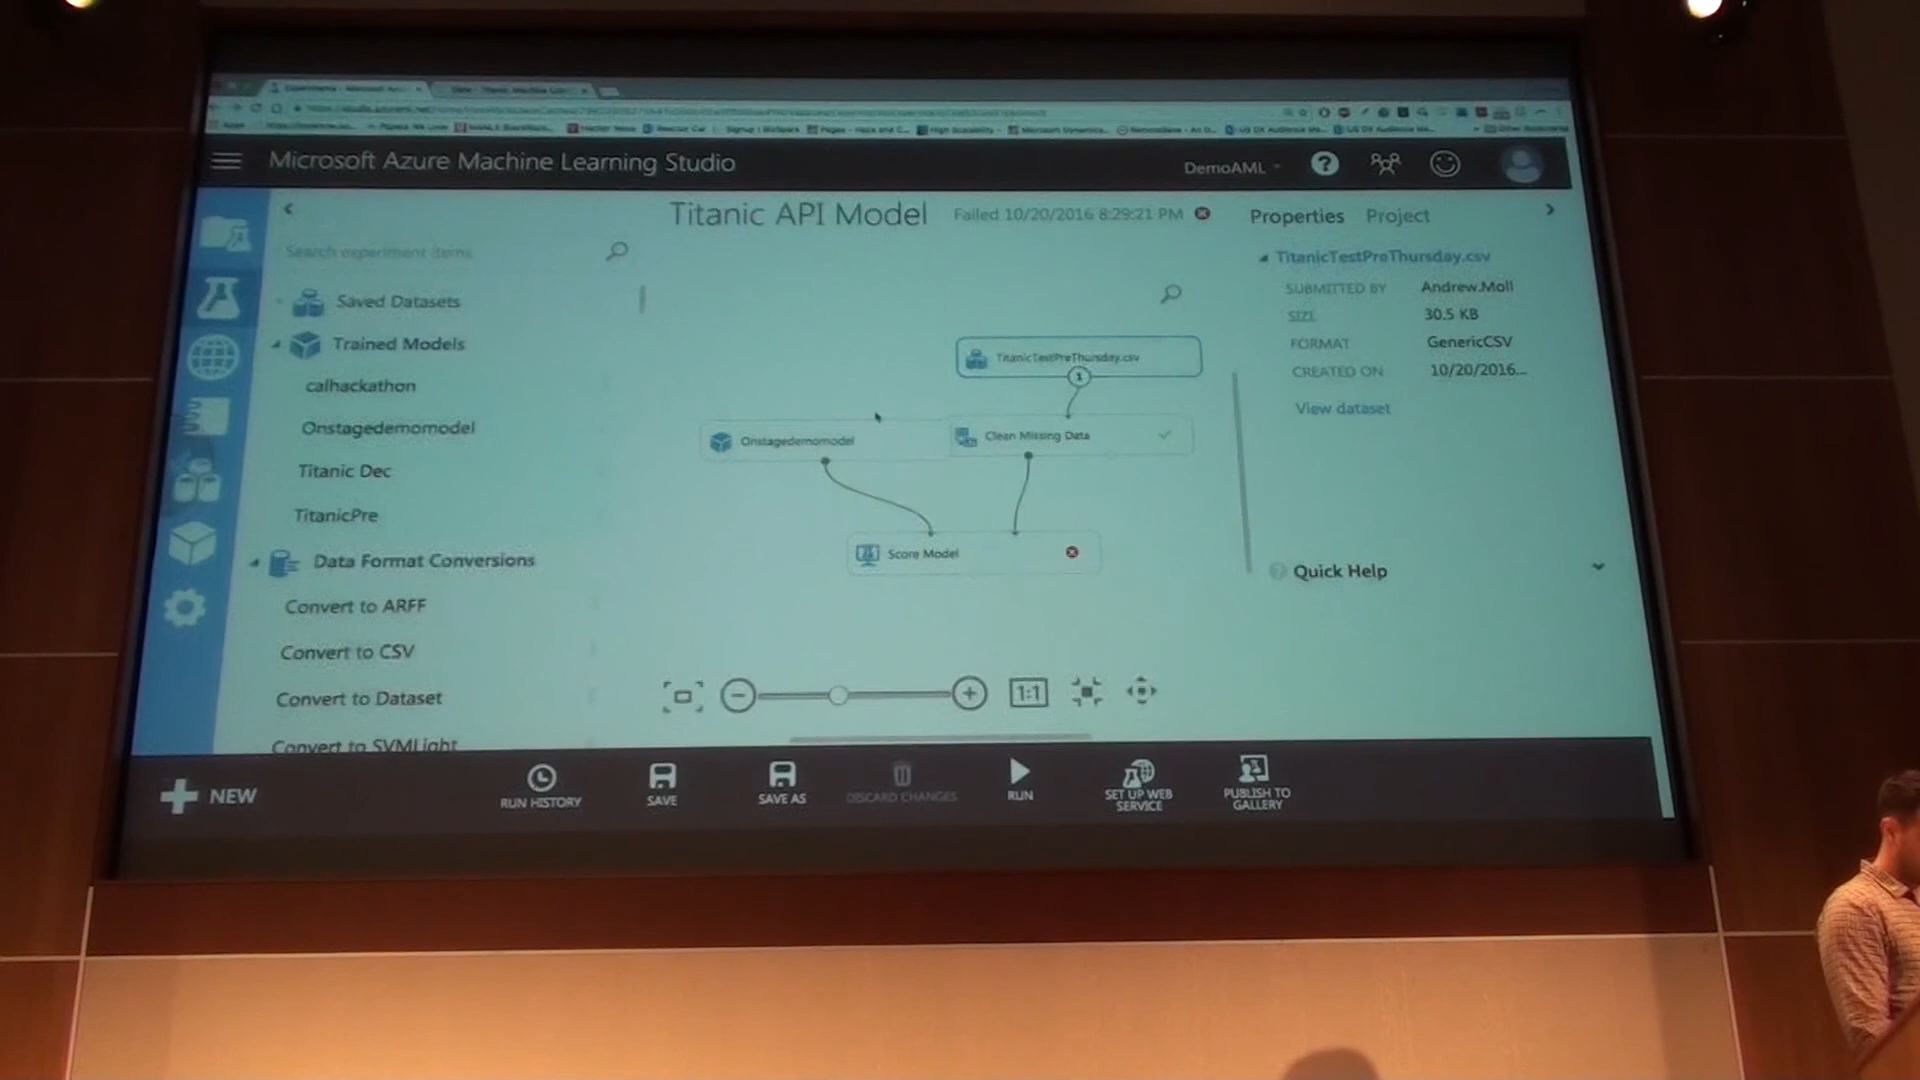 Microsoft Azure Machine Learning Studio
DemoAML
Titanic API Model
Failed 10/20/2016 8:29:21 PM
Properties Project
Search experiment items
Saved Datasets
Trained Models
calhackathon
Onstagedemomodel
Titanic Dec
TitanicPre
Data Format Conversions
Convert to ARFF
Convert to CSV
Convert to Dataset
Convert to SVMLight
TitanicTestPreThursday.csv
1
Onstagedemomodel
Clean Missing Data
Score Model
1:1
TitanicTestPreThursday.csv
SUBMITTED BY Andrew.Moll
SIZE 30.5 KB
FORMAT GenericCSV
CREATED ON 10/20/2016...
View dataset
Quick Help
NEW
RUN HISTORY
SAVE
SAVE AS
DISCARD CHANGES
RUN
SET UP WEB
SERVICE
PUBLISH TO
GALLERY